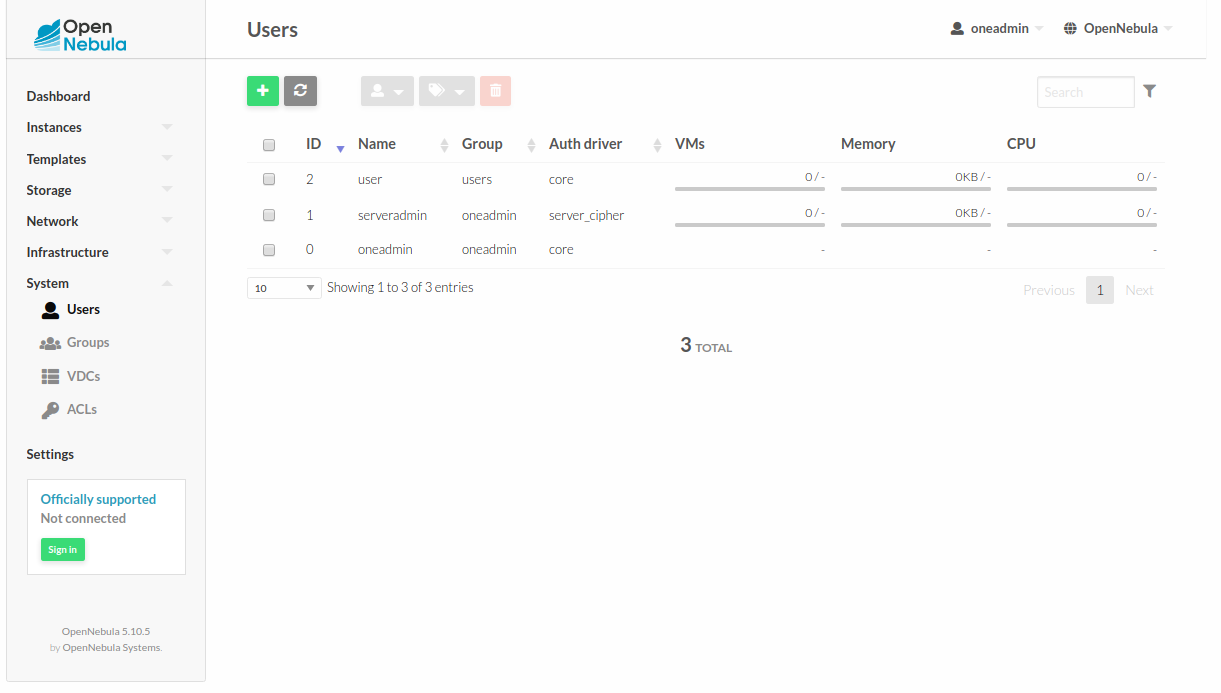 Open
Nebula
Users
oneadmin
OpenNebula
Dashboard
Instances
Templates
Storage
Network
Infrastructure
System
Users
Groups
VDCs
ACLs
Settings
Officially supported
Not connected
Sign in
OpenNebula 5.10.5
by OpenNebula Systems.
Search
ID Name Group Auth driver VMs Memory CPU
2 user users core 0 / - 0KB / - 0 / -
1 serveradmin oneadmin server_cipher 0 / - 0KB / - 0 / -
0 oneadmin oneadmin core - - -
10 Showing 1 to 3 of 3 entries
Previous 1 Next
3 TOTAL